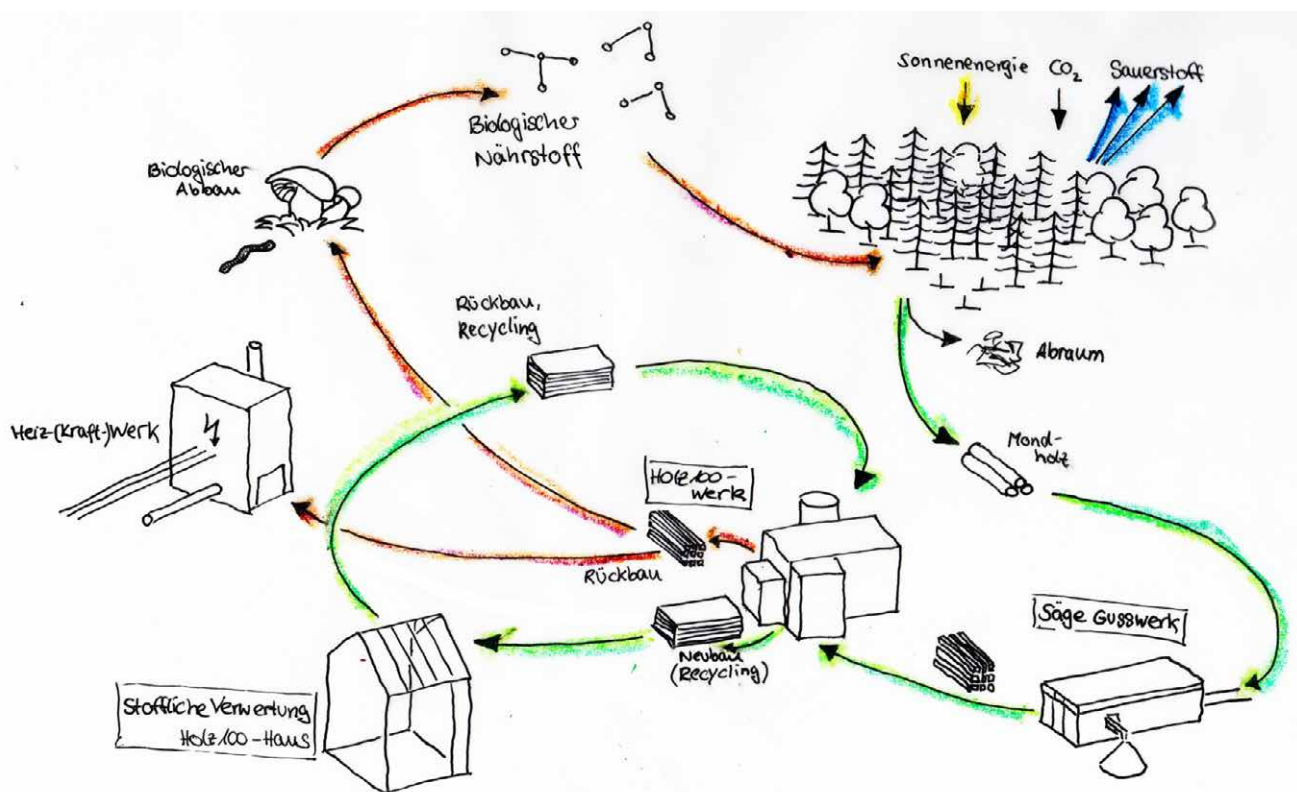 Sonnenenergie
CO₂
Sauerstoff
Biologischer
Nährstoff
Biologischer
Abbau
Rückbau,
Recycling
Abraum
Heiz-(Kraft-)Werk
Mond-
holz
Holz100-
werk
Rückbau
Säge Gusswerk
Neubau
(Recycling)
Stoffliche Verwertung
Holz100-Haus